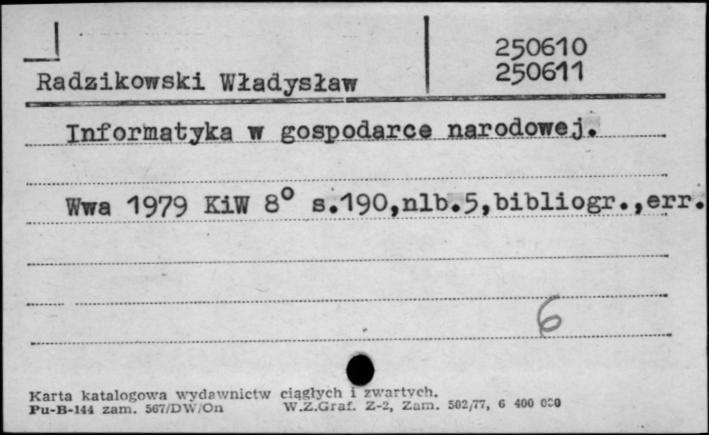 250610
Radzikowski Władysław 250611
Informatyka w gospodarce narodowej.
Wwa 1979 KiW 8° s.190,nlb.5,bibliogr.,err.
6
Karta katalogowa wydawnictw ciągłych i zwartych.
Pu-B-144 zam. 567/DW/On W.Z.Graf. Z-2, Zam. 502/77, 6 400 000